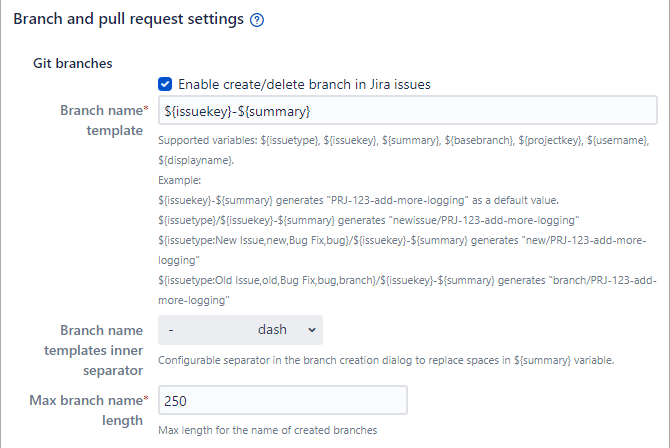 Branch and pull request settings ?
Git branches
Enable create/delete branch in Jira issues
Branch name*
template
${issuekey}-${summary}
Supported variables: ${issuetype}, ${issuekey}, ${summary}, ${basebranch}, ${projectkey}, ${username},
${displayname}.
Example:
${issuekey}-${summary} generates "PRJ-123-add-more-logging" as a default value.
${issuetype}/${issuekey}-${summary} generates "newissue/PRJ-123-add-more-logging"
${issuetype:New Issue,new,Bug Fix,bug}/${issuekey}-${summary} generates "new/PRJ-123-add-more-
logging"
${issuetype:Old Issue,old,Bug Fix,bug,branch}/${issuekey}-${summary} generates "branch/PRJ-123-add-
more-logging"
Branch name
templates inner
separator
- dash
Configurable separator in the branch creation dialog to replace spaces in ${summary} variable.
Max branch name*
length
250
Max length for the name of created branches